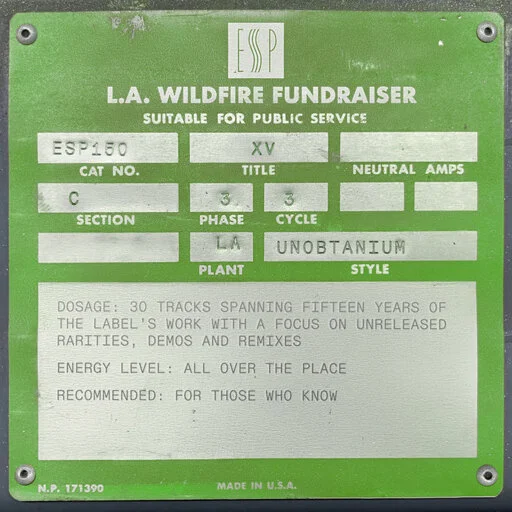 ESP
L.A. WILDFIRE FUNDRAISER
SUITABLE FOR PUBLIC SERVICE
ESP150 XV
CAT NO. TITLE NEUTRAL AMPS
C 3 3
SECTION PHASE CYCLE
LA UNOBTANIUM
PLANT STYLE
DOSAGE: 30 TRACKS SPANNING FIFTEEN YEARS OF
THE LABEL'S WORK WITH A FOCUS ON UNRELEASED
RARITIES, DEMOS AND REMIXES
ENERGY LEVEL: ALL OVER THE PLACE
RECOMMENDED: FOR THOSE WHO KNOW
N.P. 171390 MADE IN U.S.A.